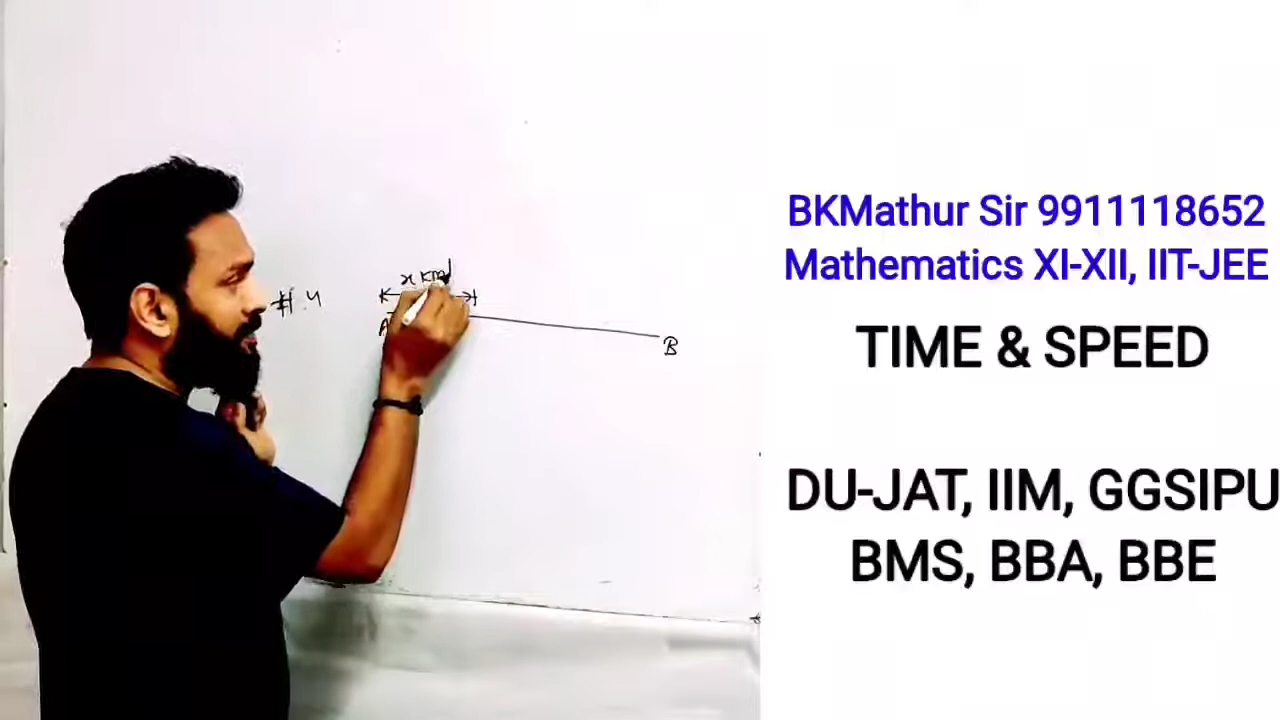 # . 4
x km
A
B
BKMathur Sir 9911118652
Mathematics XI-XII, IIT-JEE
TIME & SPEED
DU-JAT, IIM, GGSIPU
BMS, BBA, BBE